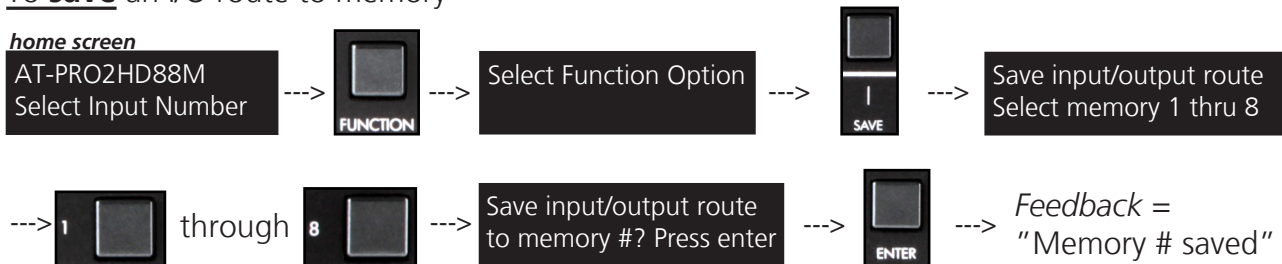 To save an I/O route to memory
home screen
AT-PRO2HD88M
Select Input Number
--->
FUNCTION
--->
Select Function Option
--->
SAVE
--->
Save input/output route
Select memory 1 thru 8
--->
1
through
8
--->
Save input/output route
to memory #? Press enter
--->
ENTER
--->
Feedback =
"Memory # saved"